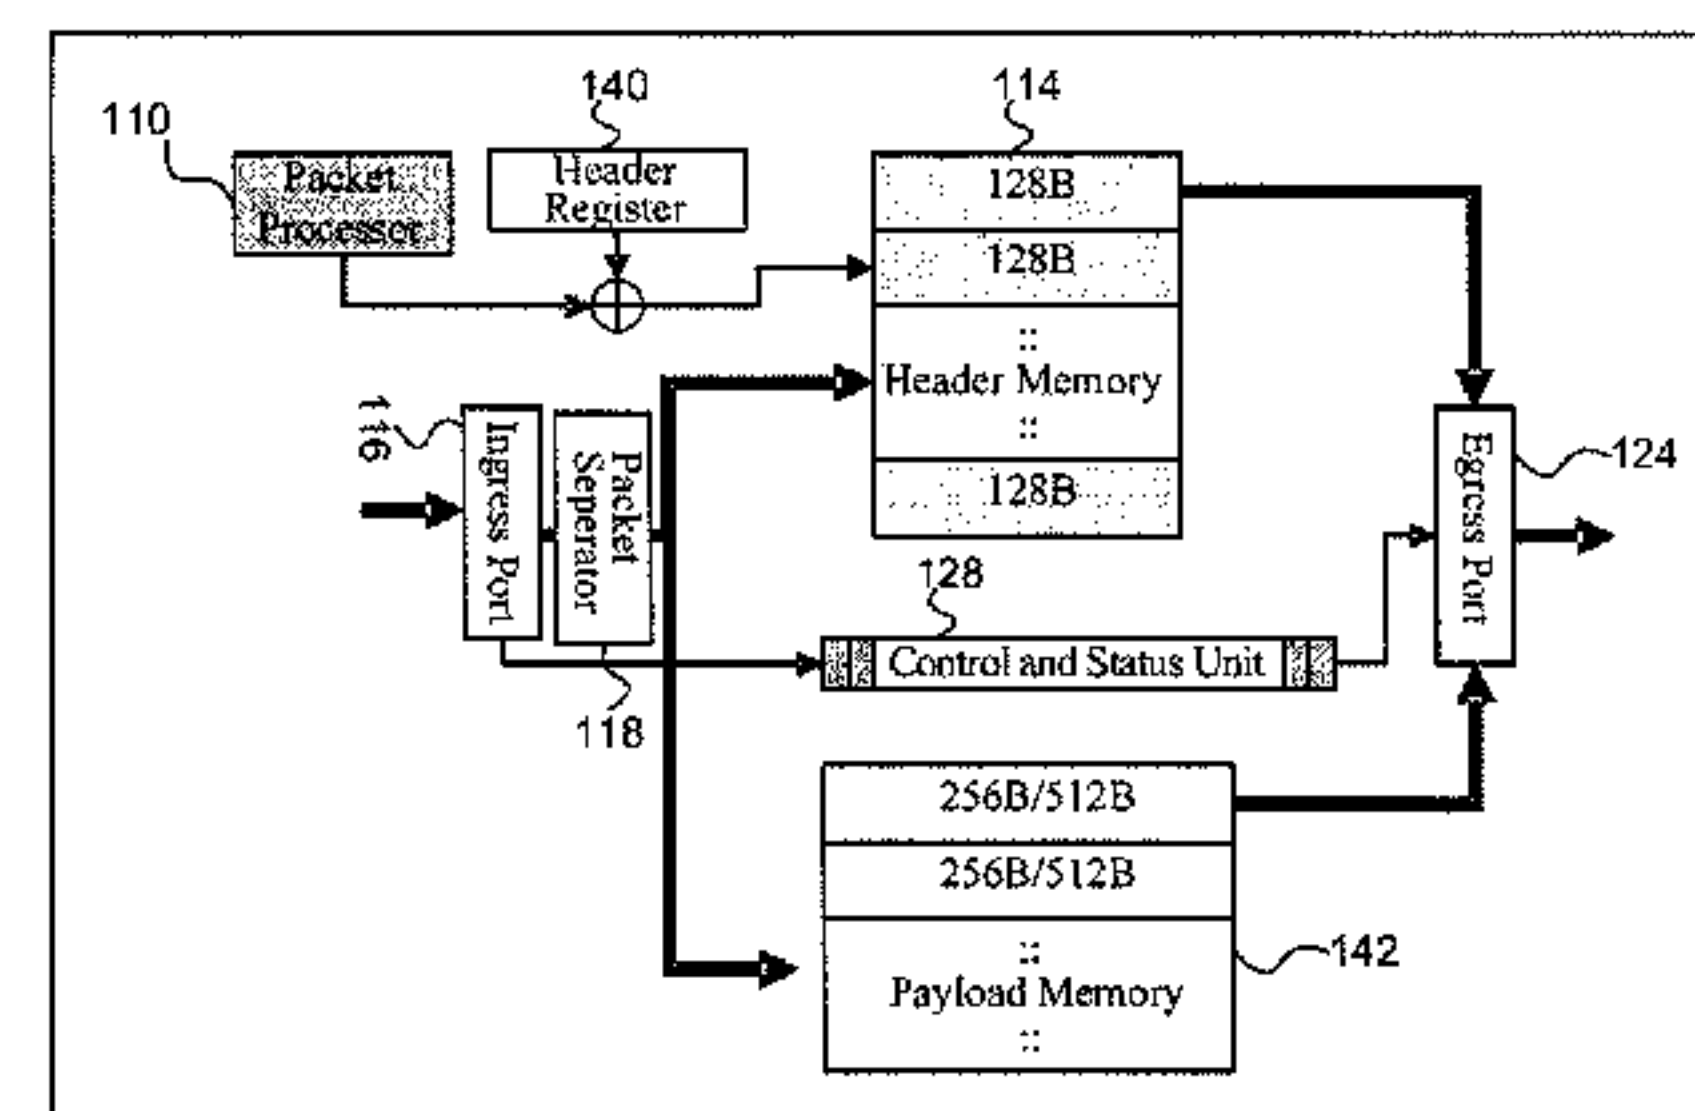 140
114
110
Packet
Processor
Header
Register
128B
128B
::
Header Memory
::
128B
116
Ingress Port
Packet
Seperator
Egress Port
124
128
Control and Status Unit
118
256B/512B
256B/512B
::
Payload Memory
::
142